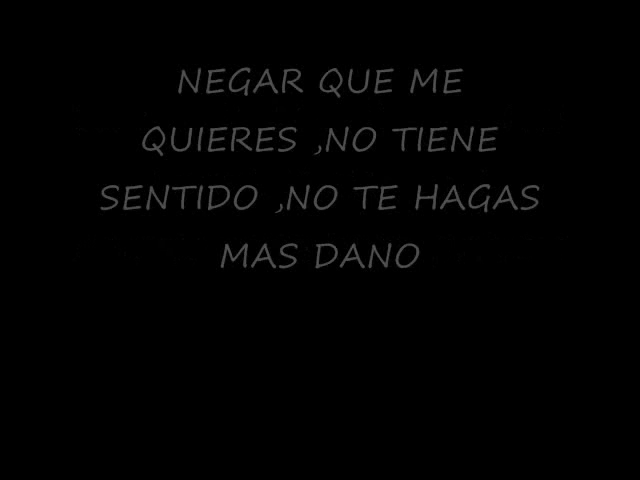 NEGAR QUE ME
QUIERES ,NO TIENE
SENTIDO ,NO TE HAGAS
MAS DANO